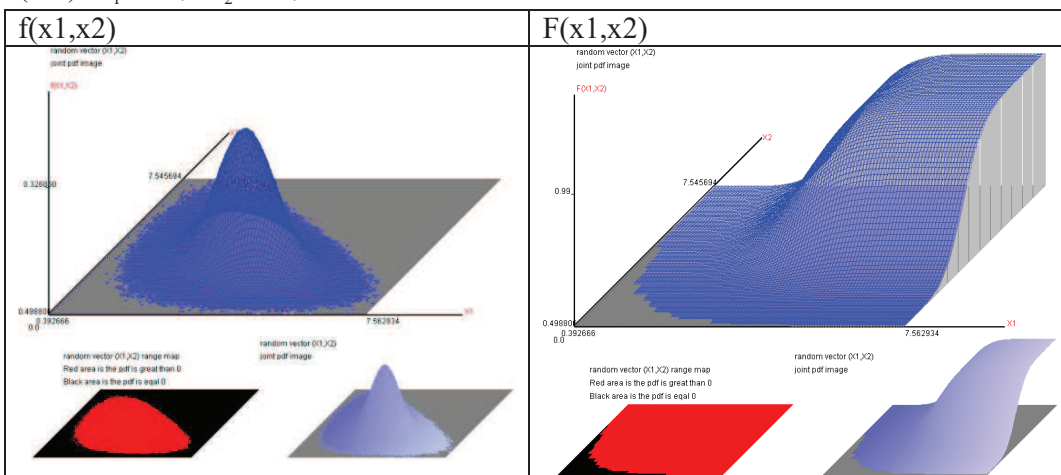 f(x1,x2)
random vector (X1,X2)
joint pdf image
f(X1,X2)
7.545694
0.49880
0.392666
0.0
7.562934
X1
random vector (X1,X2) range map
Red area is the pdf is great than 0
Black area is the pdf is eqal 0
random vector (X1,X2)
joint pdf image
F(x1,x2)
random vector (X1,X2)
joint pdf image
F(X1,X2)
X2
7.545694
0.99
0.49880
0.392666
0.0
7.562934
X1
random vector (X1,X2) range map
Red area is the pdf is great than 0
Black area is the pdf is eqal 0
random vector (X1,X2)
joint pdf image